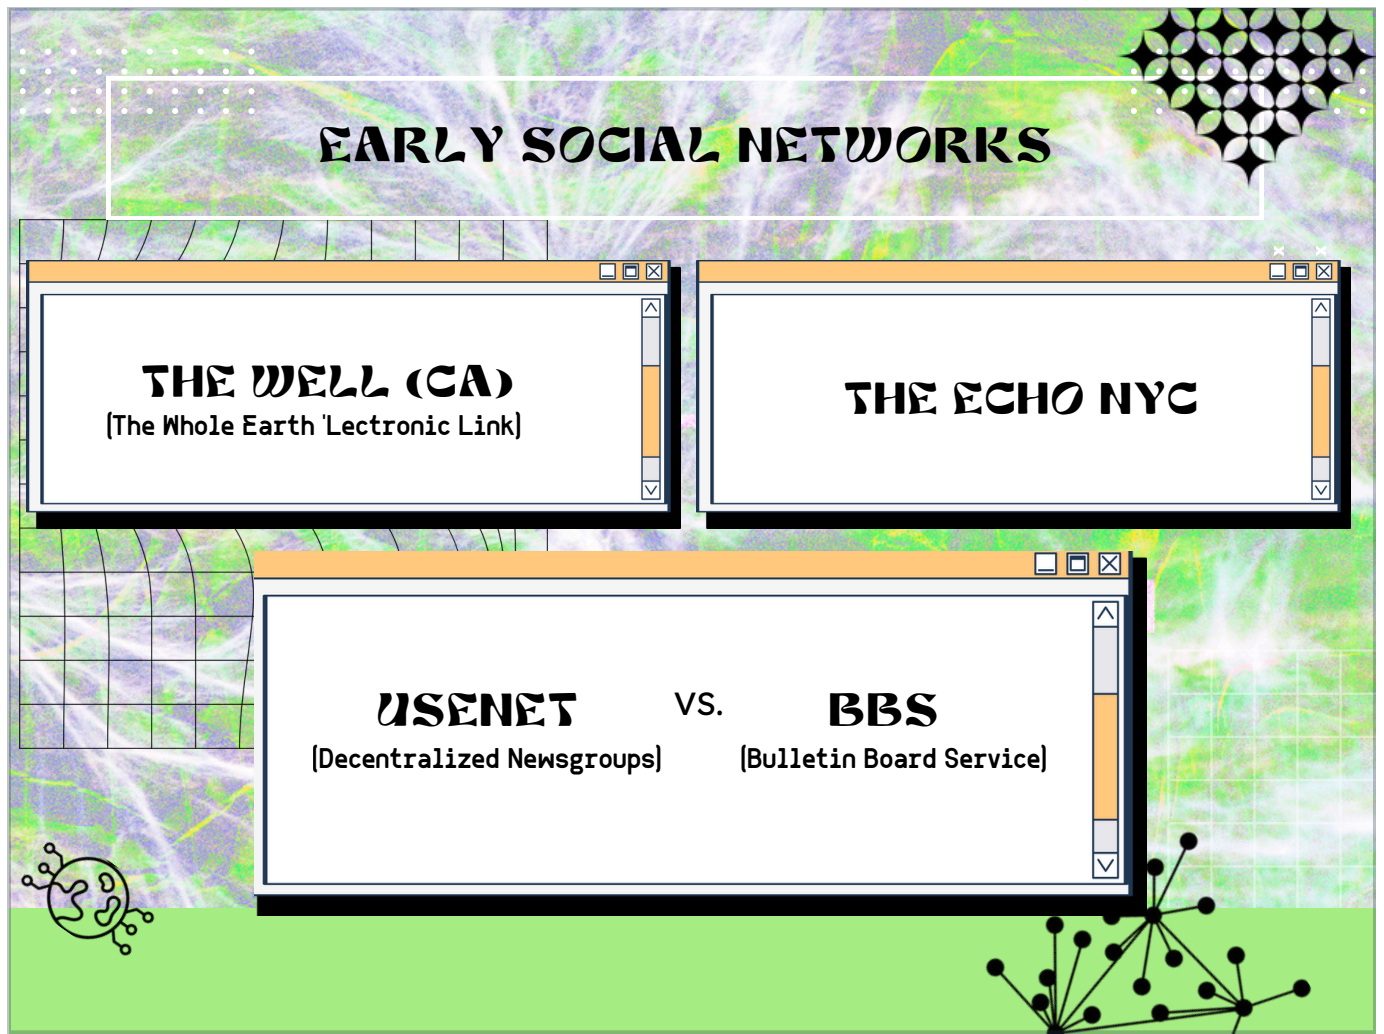 EARLY SOCIAL NETWORKS
THE WELL (CA)
(The Whole Earth 'Lectronic Link)
THE ECHO NYC
USENET vs. BBS
(Decentralized Newsgroups) (Bulletin Board Service)